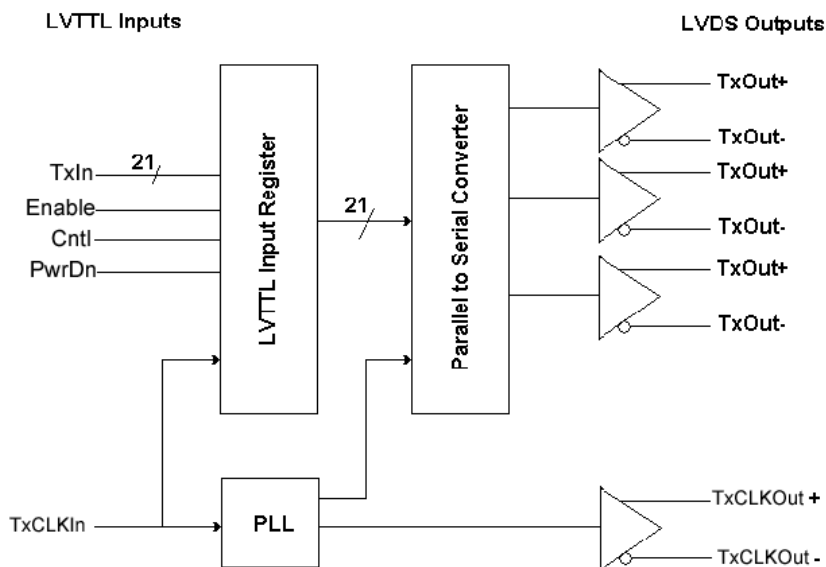 LVTTL Inputs
LVDS Outputs
TxIn
21
Enable
Cntl
PwrDn
LVTTL Input Register
21
Parallel to Serial Converter
TxOut+
TxOut-
TxOut+
TxOut-
TxOut+
TxOut-
TxCLKIn
PLL
TxCLKOut +
TxCLKOut -